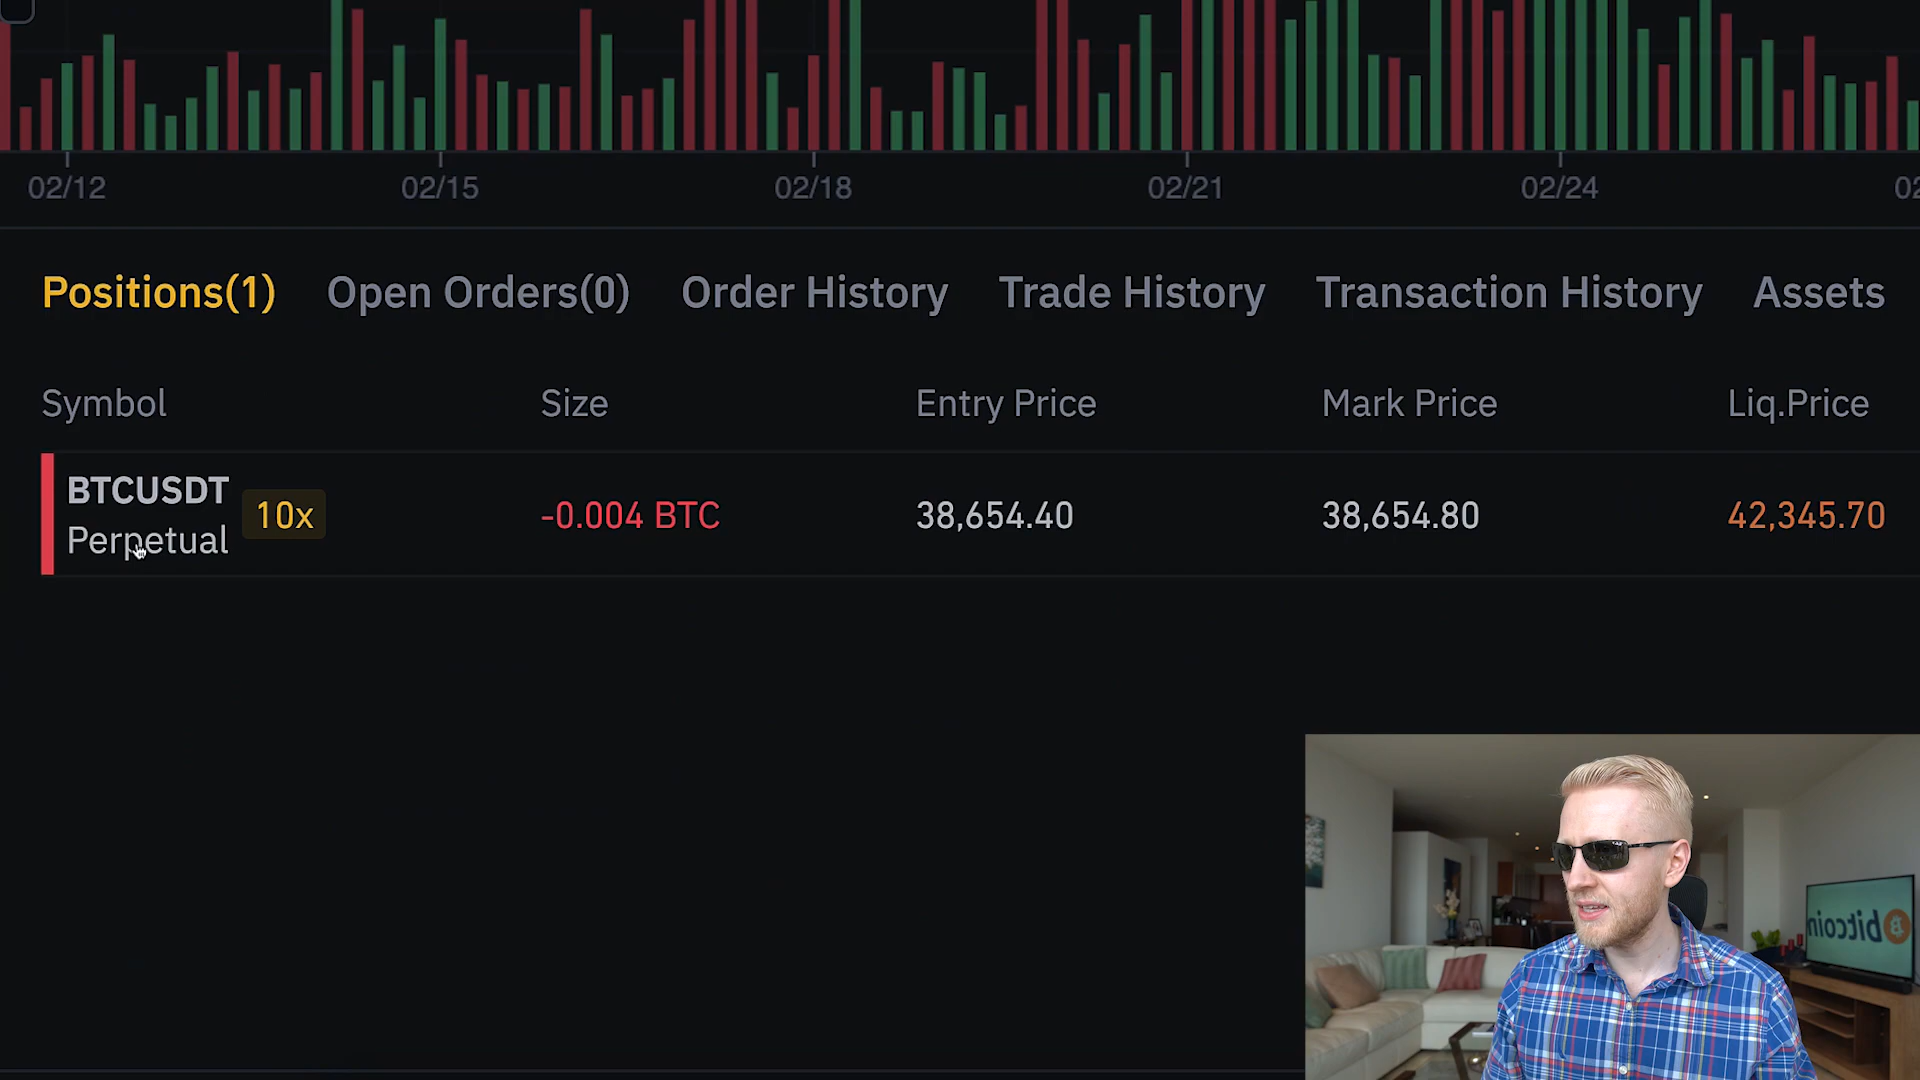 02/12 02/15 02/18 02/21 02/24
Positions(1) Open Orders(0) Order History Trade History Transaction History Assets
Symbol Size Entry Price Mark Price Liq.Price
BTCUSDT
Perpetual
10x -0.004 BTC 38,654.40 38,654.80 42,345.70
bitcoin